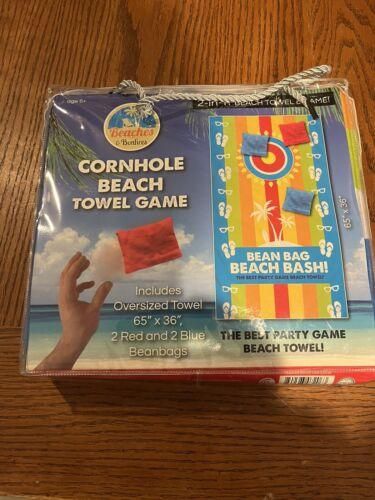 age 5+
2-in-1! BEACH TOWEL & GAME!
Beaches
& Bonfires
CORNHOLE
BEACH
TOWEL GAME
Includes
Oversized Towel
65" x 36",
2 Red and 2 Blue
Beanbags
BEAN BAG
BEACH BASH!
THE BEST PARTY GAME BEACH TOWEL!
65" x 36"
THE BEST PARTY GAME
BEACH TOWEL!